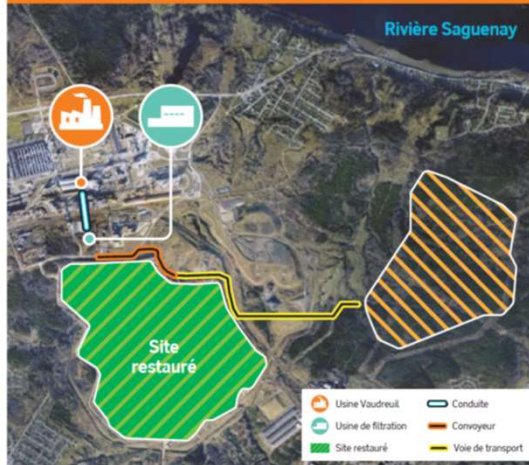 Rivière Saguenay
Site
restauré
Usine Vaudreuil
Conduite
Usine de filtration
Convoyeur
Site restauré
Voie de transport